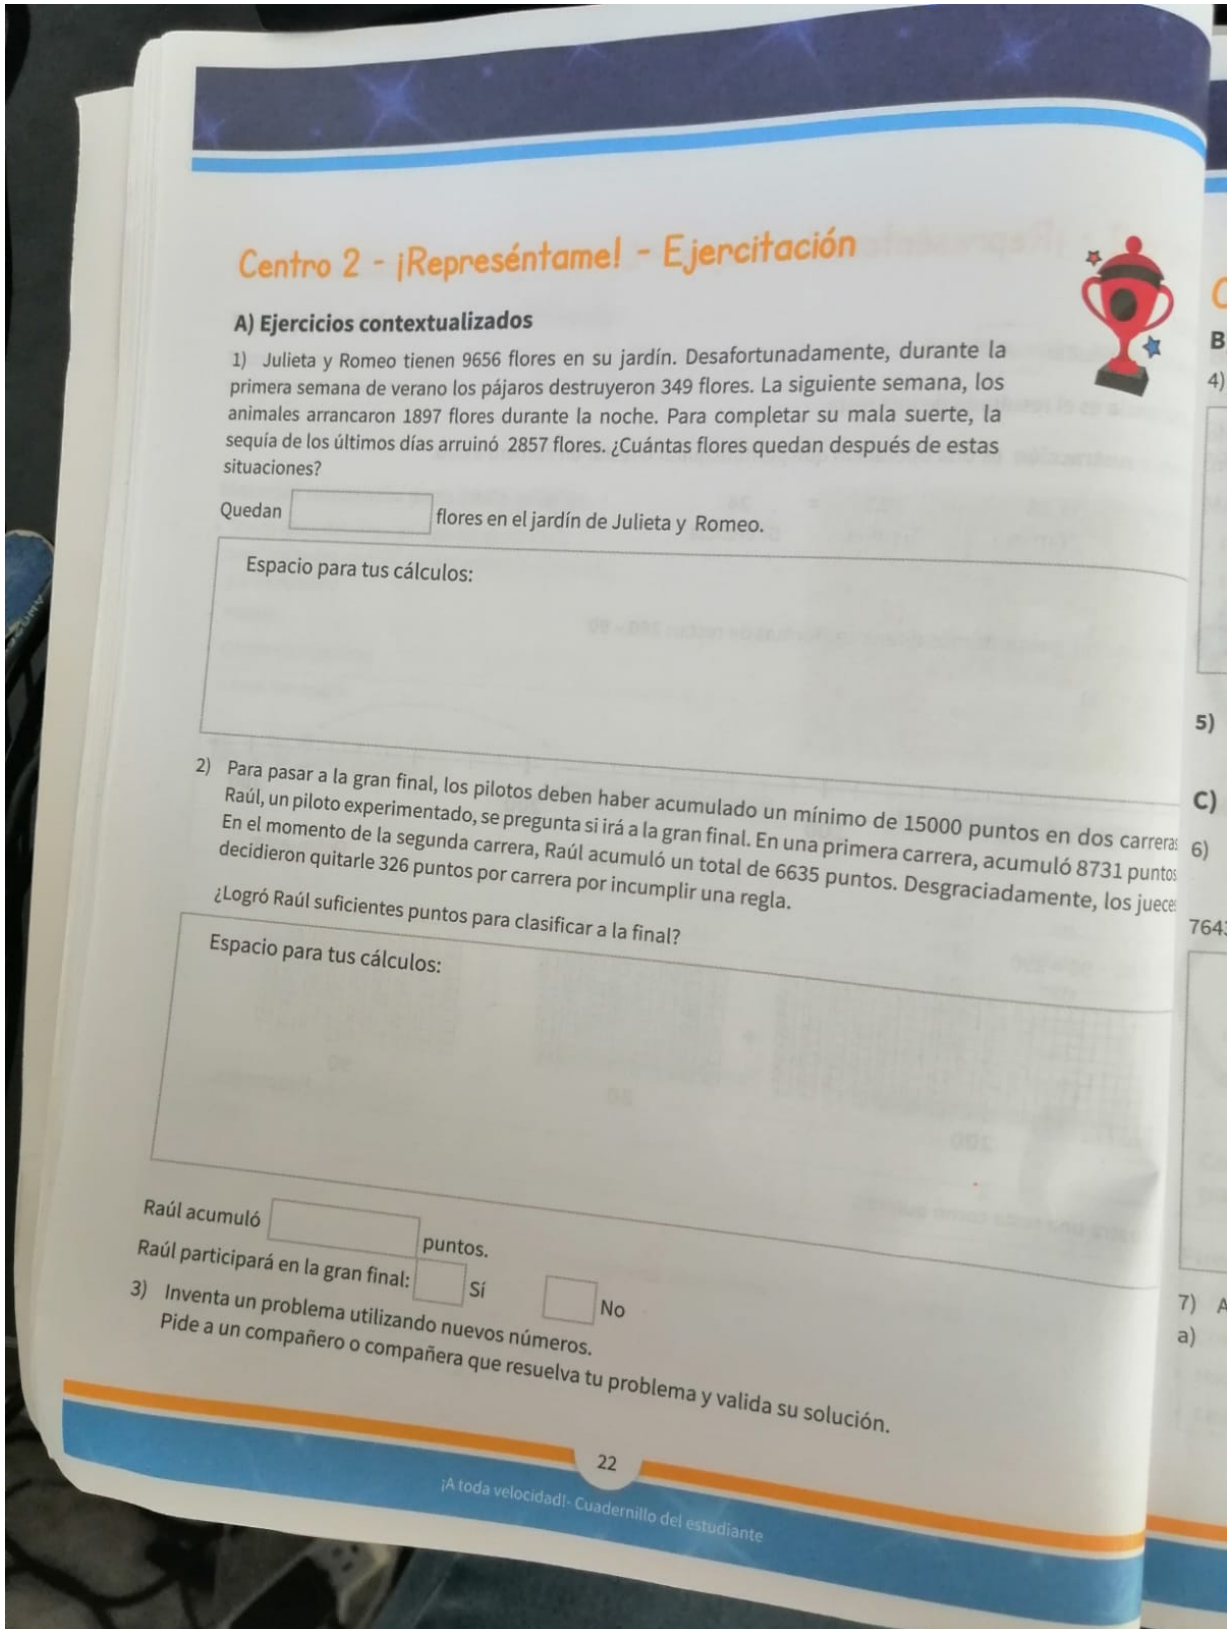 Centro 2 - ¡Represéntame! - Ejercitación
A) Ejercicios contextualizados
1) Julieta y Romeo tienen 9656 flores en su jardín. Desafortunadamente, durante la
primera semana de verano los pájaros destruyeron 349 flores. La siguiente semana, los
animales arrancaron 1897 flores durante la noche. Para completar su mala suerte, la
sequía de los últimos días arruinó 2857 flores. ¿Cuántas flores quedan después de estas
situaciones?
Quedan flores en el jardín de Julieta y Romeo.
Espacio para tus cálculos:
2) Para pasar a la gran final, los pilotos deben haber acumulado un mínimo de 15000 puntos en dos carreras
Raúl, un piloto experimentado, se pregunta si irá a la gran final. En una primera carrera, acumuló 8731 puntos
En el momento de la segunda carrera, Raúl acumuló un total de 6635 puntos. Desgraciadamente, los jueces
decidieron quitarle 326 puntos por carrera por incumplir una regla.
¿Logró Raúl suficientes puntos para clasificar a la final?
Espacio para tus cálculos:
Raúl acumuló puntos.
Raúl participará en la gran final: Sí No
3) Inventa un problema utilizando nuevos números.
Pide a un compañero o compañera que resuelva tu problema y valida su solución.
22
¡A toda velocidad!- Cuadernillo del estudiante
B
4)
5)
C)
6)
764
7) A
a)